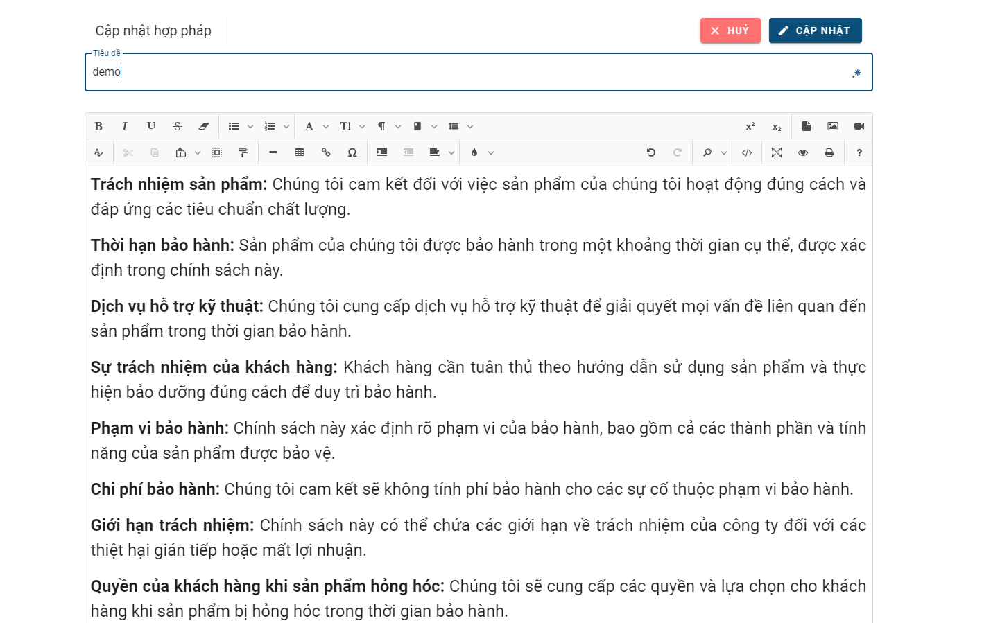 Cập nhật hợp pháp
HUỶ
CẬP NHẬT
Tiêu đề
demo
Trách nhiệm sản phẩm: Chúng tôi cam kết đối với việc sản phẩm của chúng tôi hoạt động đúng cách và
đáp ứng các tiêu chuẩn chất lượng.
Thời hạn bảo hành: Sản phẩm của chúng tôi được bảo hành trong một khoảng thời gian cụ thể, được xác
định trong chính sách này.
Dịch vụ hỗ trợ kỹ thuật: Chúng tôi cung cấp dịch vụ hỗ trợ kỹ thuật để giải quyết mọi vấn đề liên quan đến
sản phẩm trong thời gian bảo hành.
Sự trách nhiệm của khách hàng: Khách hàng cần tuân thủ theo hướng dẫn sử dụng sản phẩm và thực
hiện bảo dưỡng đúng cách để duy trì bảo hành.
Phạm vi bảo hành: Chính sách này xác định rõ phạm vi của bảo hành, bao gồm cả các thành phần và tính
năng của sản phẩm được bảo vệ.
Chi phí bảo hành: Chúng tôi cam kết sẽ không tính phí bảo hành cho các sự cố thuộc phạm vi bảo hành.
Giới hạn trách nhiệm: Chính sách này có thể chứa các giới hạn về trách nhiệm của công ty đối với các
thiệt hại gián tiếp hoặc mất lợi nhuận.
Quyền của khách hàng khi sản phẩm hỏng hóc: Chúng tôi sẽ cung cấp các quyền và lựa chọn cho khách
hàng khi sản phẩm bị hỏng hóc trong thời gian bảo hành.